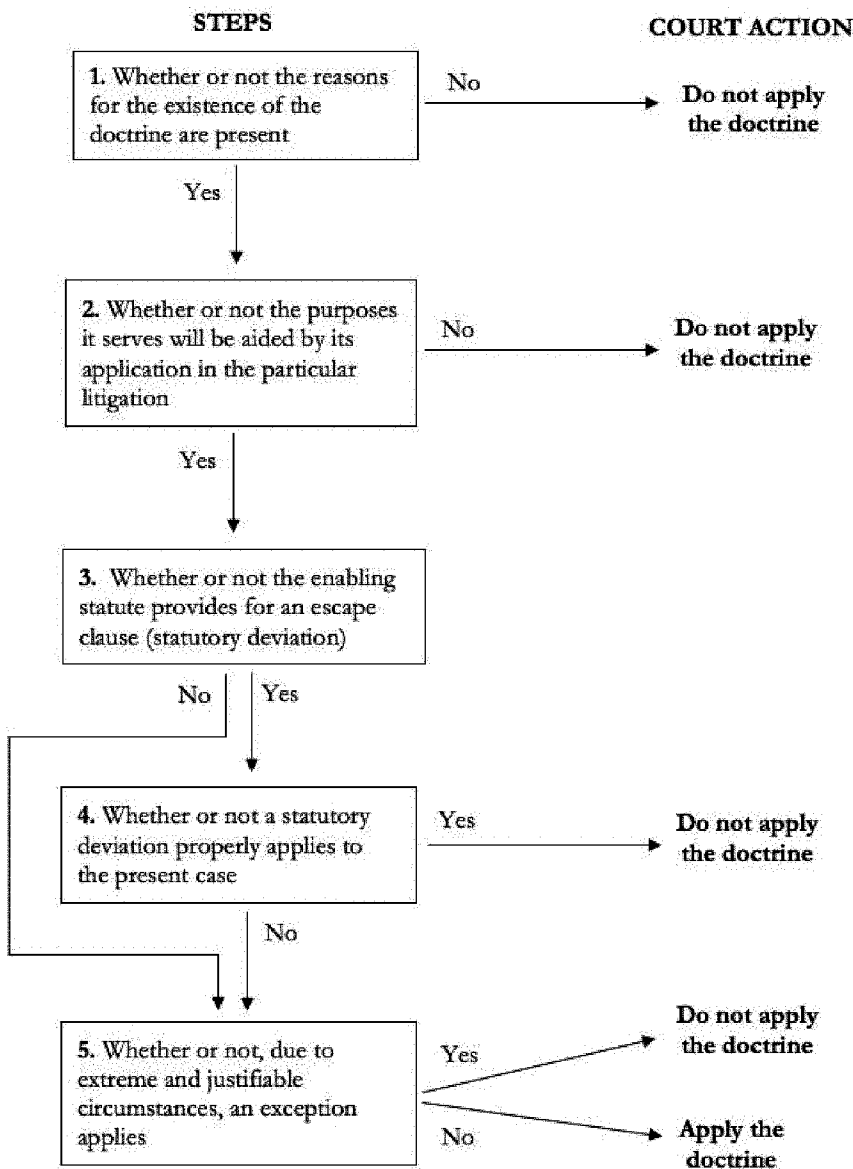 STEPS
COURT ACTION
1. Whether or not the reasons
for the existence of the
doctrine are present
No
Do not apply
the doctrine
Yes
2. Whether or not the purposes
it serves will be aided by its
application in the particular
litigation
No
Do not apply
the doctrine
Yes
3. Whether or not the enabling
statute provides for an escape
clause (statutory deviation)
No
Yes
4. Whether or not a statutory
deviation properly applies to
the present case
Yes
Do not apply
the doctrine
No
5. Whether or not, due to
extreme and justifiable
circumstances, an exception
applies
Yes
Do not apply
the doctrine
No
Apply the
doctrine